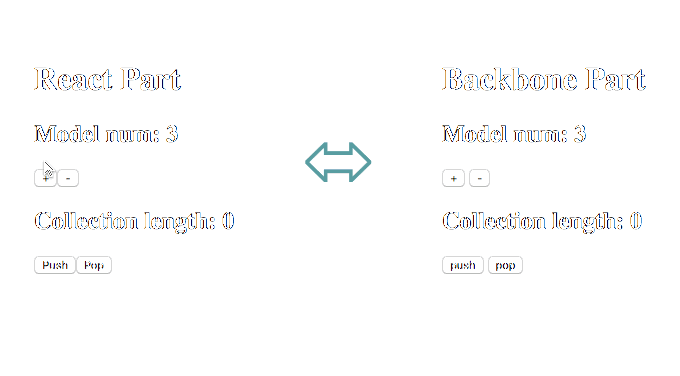 React Part
Model num: 3
+ -
Collection length: 0
Push Pop
Backbone Part
Model num: 3
+ -
Collection length: 0
push pop